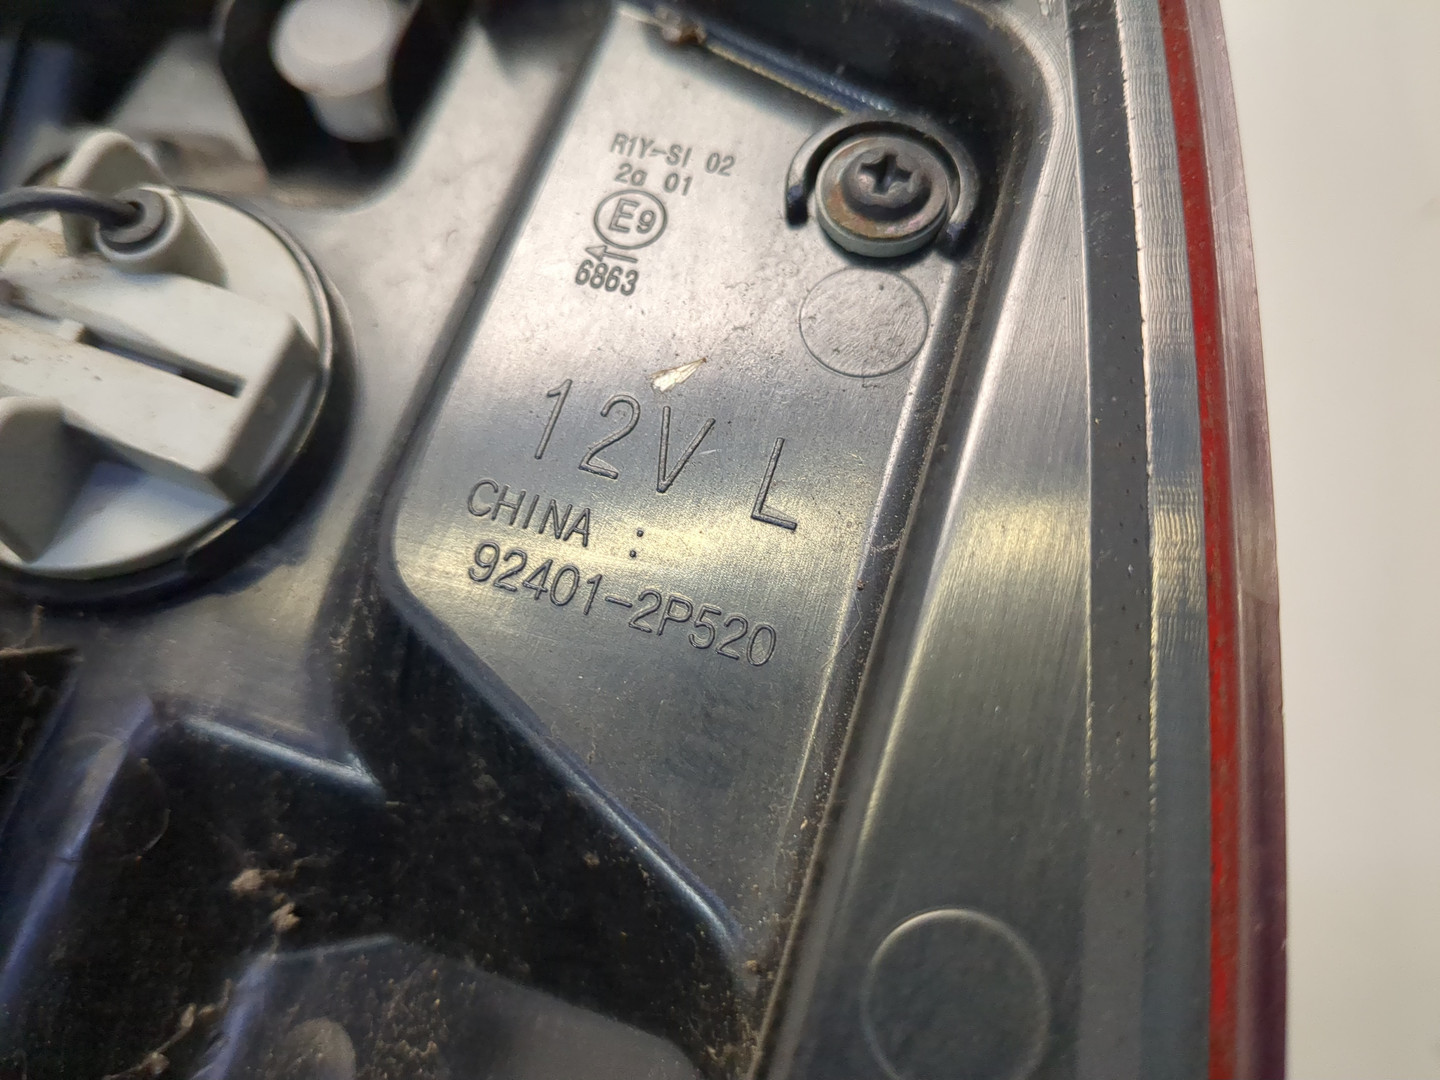 R1Y-SI 02
2a 01
E9
←
6863
12V L
CHINA :
92401-2P520